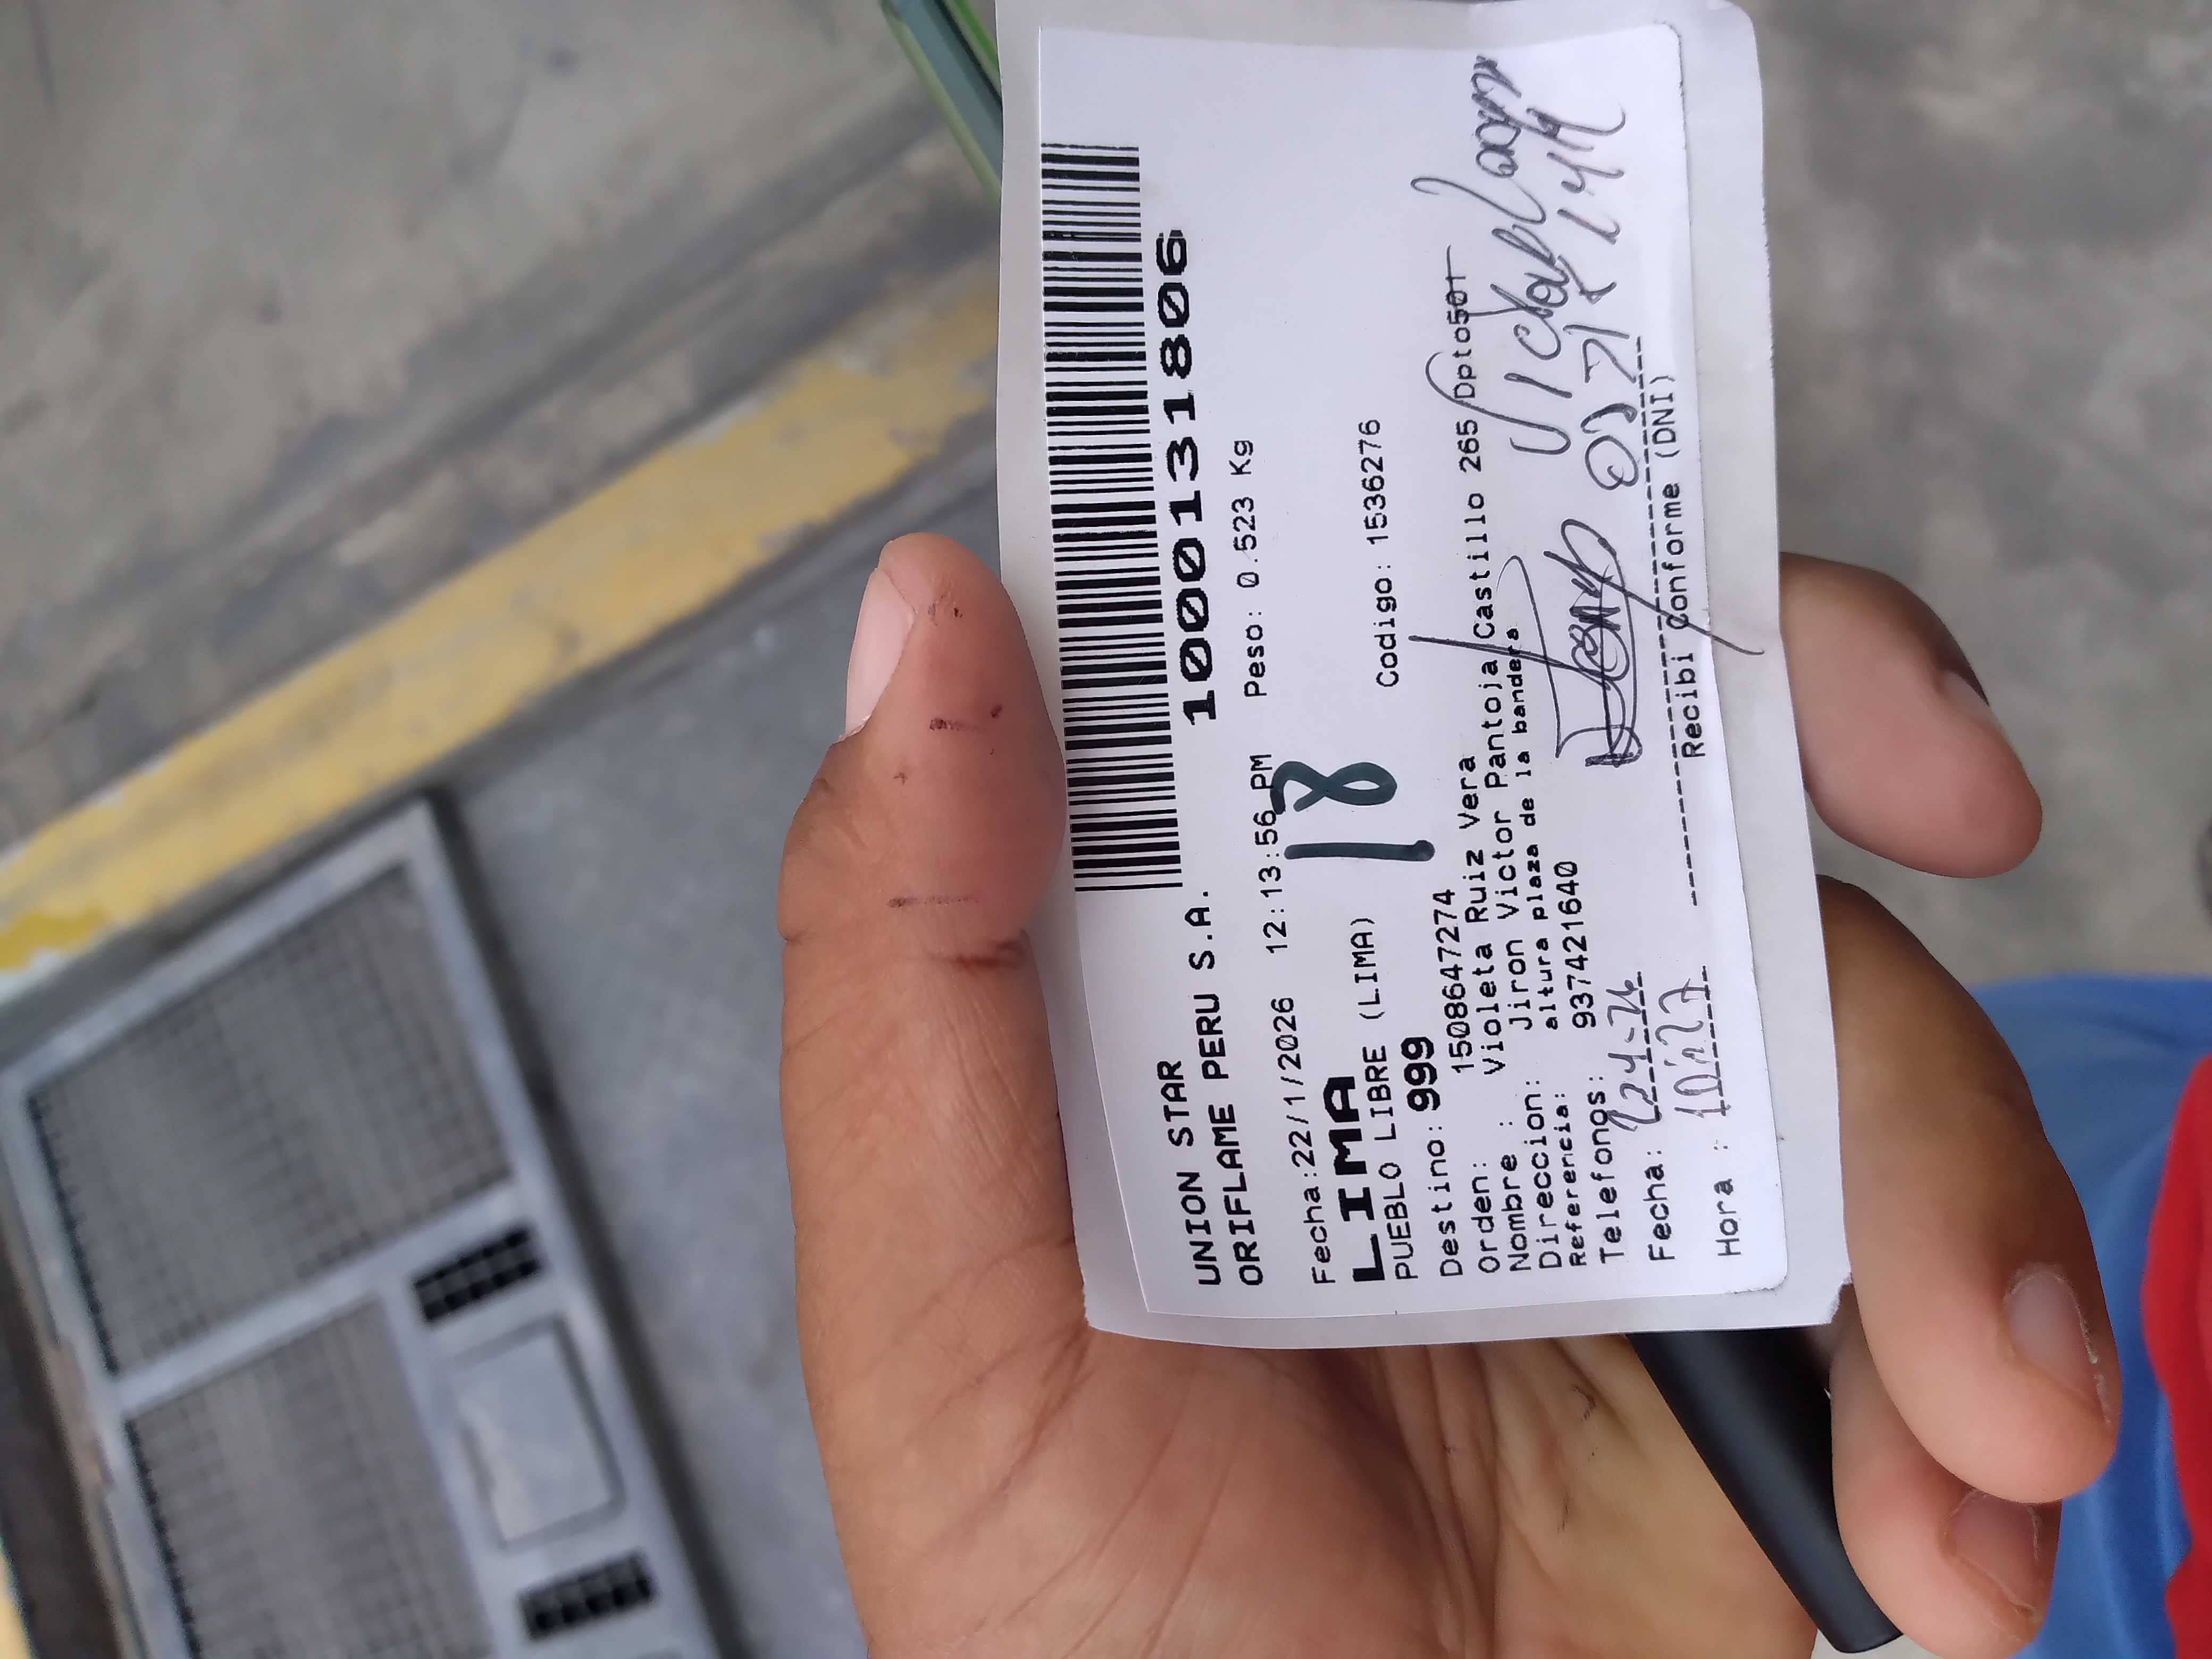 UNION STAR
ORIFLAME PERU S.A.
1000131806
Fecha:22/1/2026 12:13:56 PM Peso: 0.523 Kg
LIMA
18
PUEBLO LIBRE (LIMA)
Destino: 999 Codigo: 1536276
Orden: 15086472​74
Nombre : Violeta Ruiz Vera
Direccion: Jiron Victor Pantoja Castillo 265 Dpto501
Referencia: altura plaza de la bandera
Telefonos: 937421640
Fecha:
Hora :
Recibi Conforme (DNI)